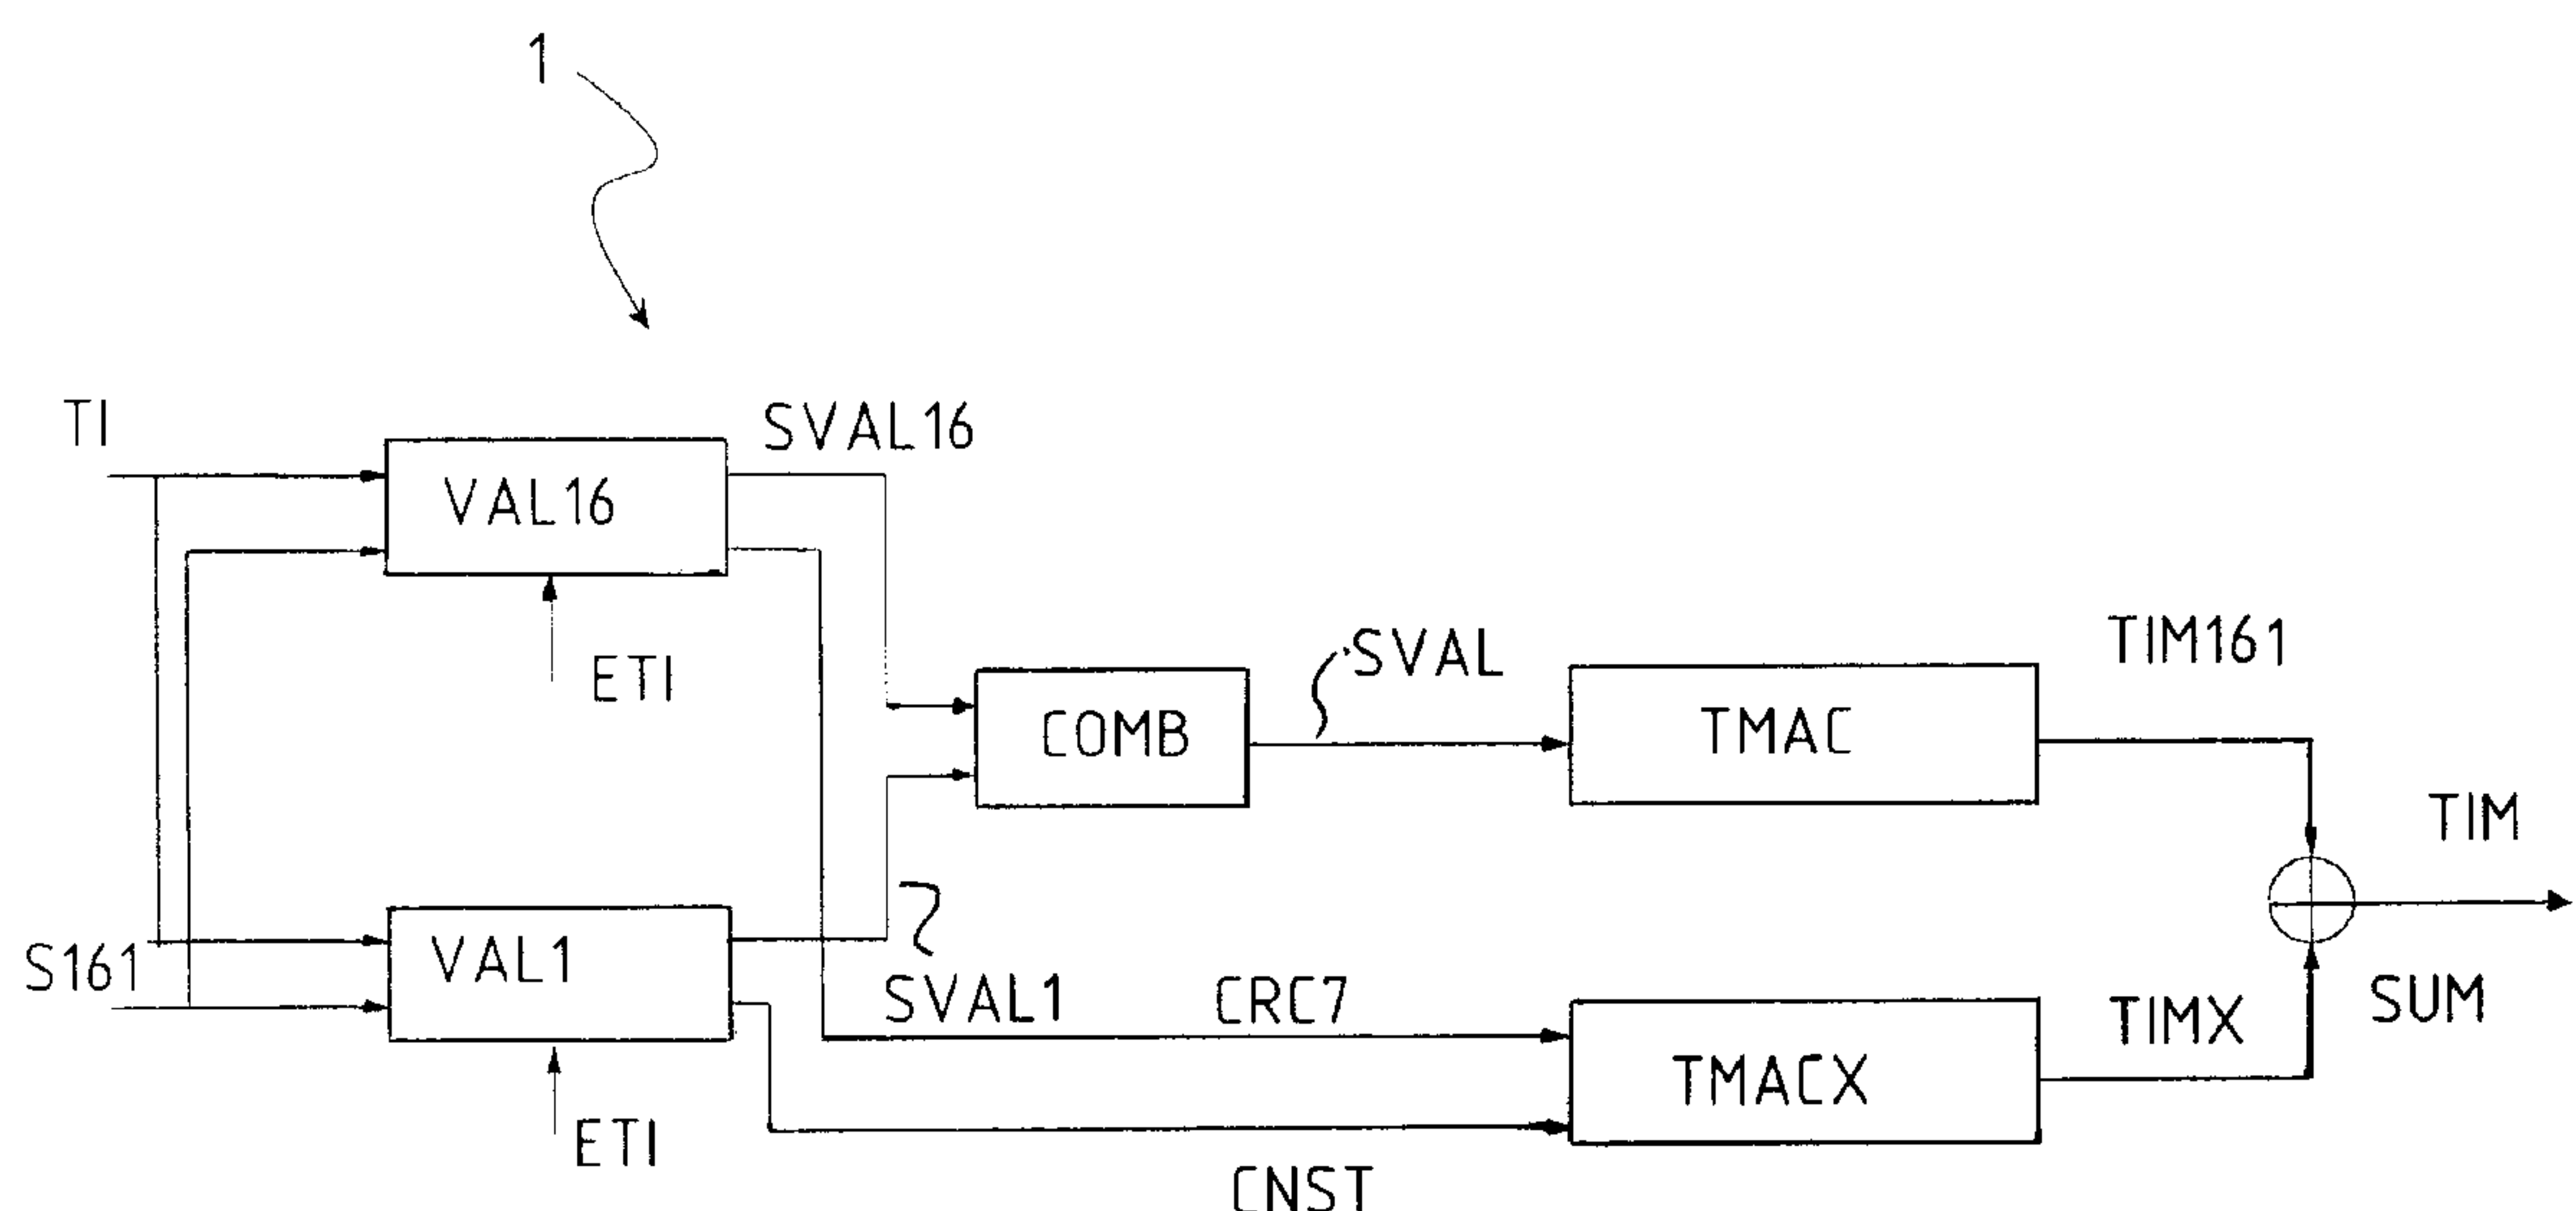 1
TI
SVAL16
VAL16
ETI
SVAL
TIM161
COMB
TMAC
TIM
S161
VAL1
SVAL1
CRC7
TIMX
SUM
TMACX
ETI
CNST